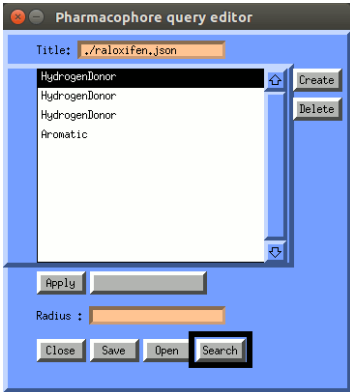 Pharmacophore query editor
Title: ./raloxifen.json
HydrogenDonor
HydrogenDonor
HydrogenDonor
Aromatic
Create
Delete
Apply
Radius :
Close Save Open Search